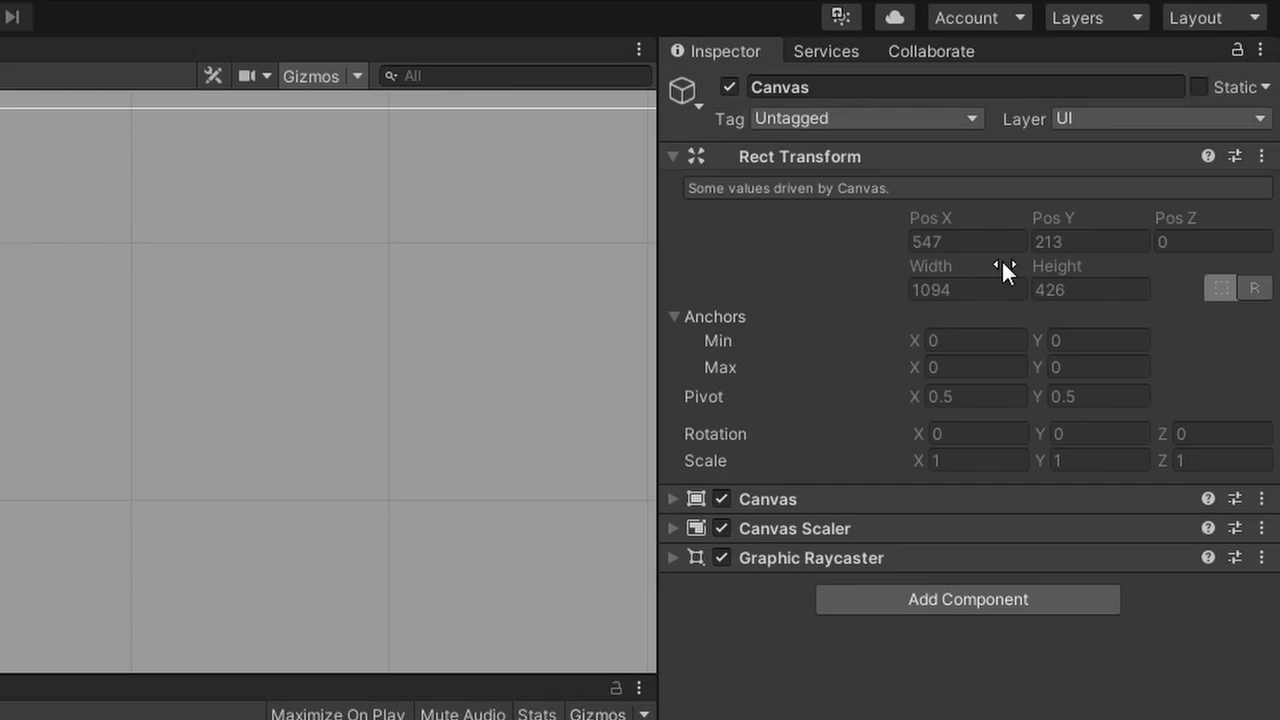 Account Layers Layout
Inspector Services Collaborate
Gizmos All
Canvas Static
Tag Untagged Layer UI
Rect Transform
Some values driven by Canvas.
Pos X Pos Y Pos Z
547 213 0
Width Height
1094 426 R
Anchors
Min X 0 Y 0
Max X 0 Y 0
Pivot X 0.5 Y 0.5
Rotation X 0 Y 0 Z 0
Scale X 1 Y 1 Z 1
Canvas
Canvas Scaler
Graphic Raycaster
Add Component
Maximize On Play Mute Audio Stats Gizmos